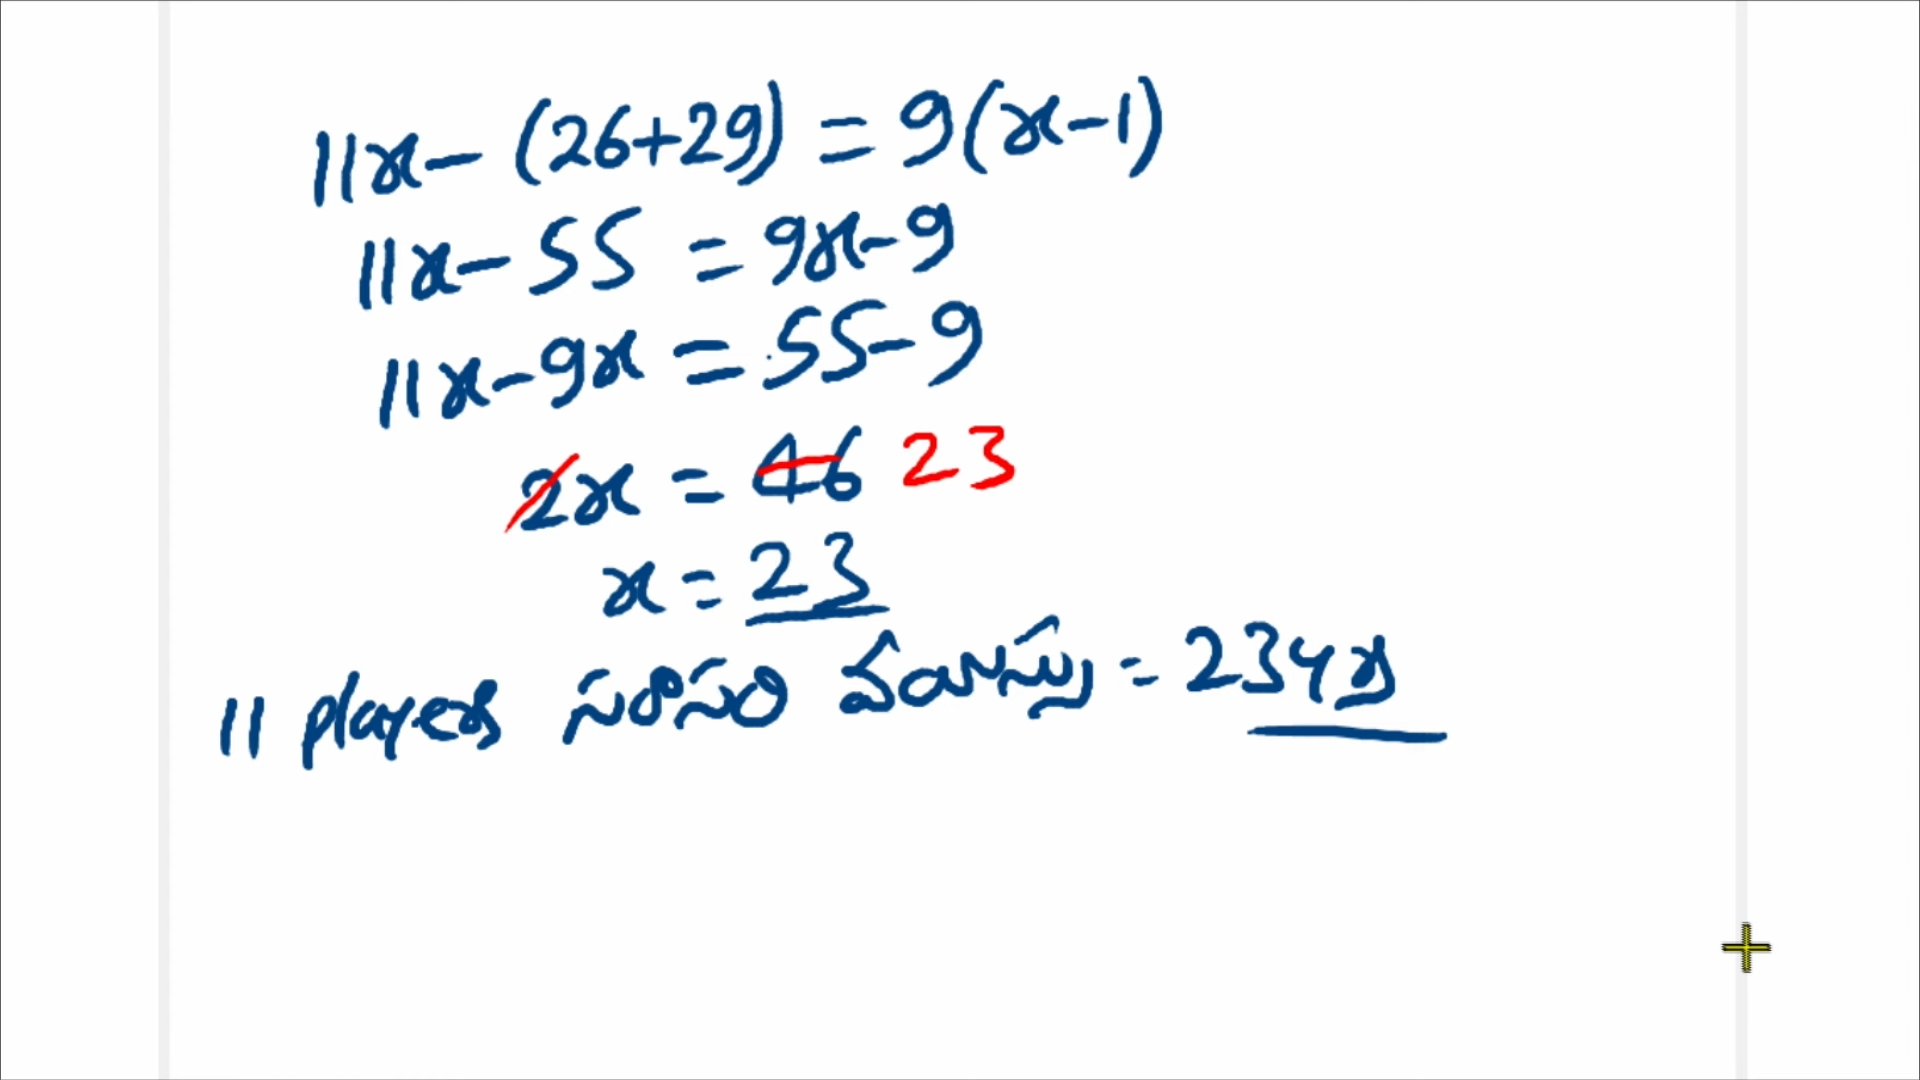 11x - (26+29) = 9(x-1)
11x - 55 = 9x - 9
11x - 9x = 55 - 9
2x = 46 23
x = 23
11 players సరాసరి వయస్సు = 23 yrs